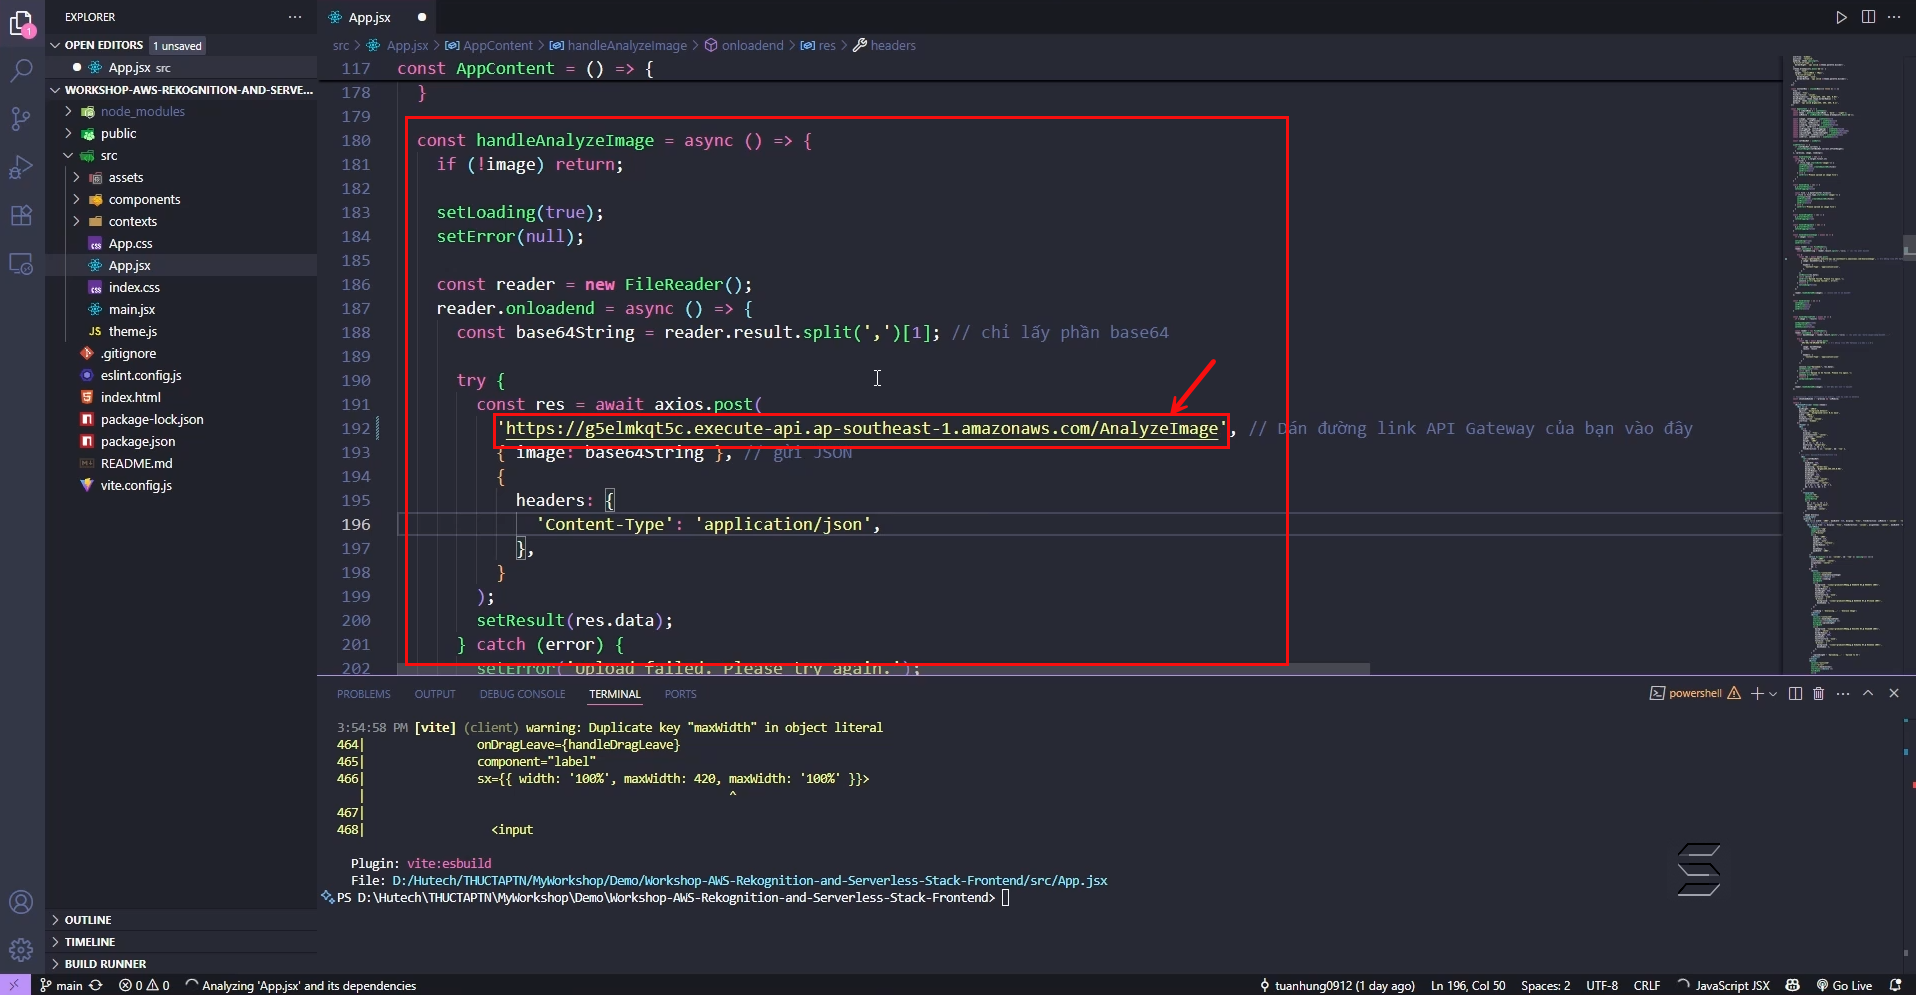 EXPLORER
App.jsx
OPEN EDITORS 1 unsaved
App.jsx src
WORKSHOP-AWS-REKOGNITION-AND-SERVE...
node_modules
public
src
assets
components
contexts
App.css
App.jsx
index.css
main.jsx
JS theme.js
.gitignore
eslint.config.js
index.html
package-lock.json
package.json
README.md
vite.config.js
OUTLINE
TIMELINE
BUILD RUNNER
src > App.jsx > AppContent > handleAnalyzeImage > onloadend > res > headers
117 const AppContent = () => {
178 }
179
180 const handleAnalyzeImage = async () => {
181 if (!image) return;
182
183 setLoading(true);
184 setError(null);
185
186 const reader = new FileReader();
187 reader.onloadend = async () => {
188 const base64String = reader.result.split(',')[1]; // chỉ lấy phần base64
189
190 try {
191 const res = await axios.post(
192 'https://g5elmkqt5c.execute-api.ap-southeast-1.amazonaws.com/AnalyzeImage', // Dán đường link API Gateway của bạn vào đây
193 { image: base64String }, // gửi JSON
194 {
195 headers: {
196 'Content-Type': 'application/json',
197 },
198 }
199 );
200 setResult(res.data);
201 } catch (error) {
202 setError('Upload failed. Please try again.');
PROBLEMS OUTPUT DEBUG CONSOLE TERMINAL PORTS
powershell
3:54:58 PM [vite] (client) warning: Duplicate key "maxWidth" in object literal
464| onDragLeave={handleDragLeave}
465| component="label"
466| sx={{ width: '100%', maxWidth: 420, maxWidth: '100%' }}>
| ^
467|
468| <input
Plugin: vite:esbuild
File: D:/Hutech/THUCTAPTN/MyWorkshop/Demo/Workshop-AWS-Rekognition-and-Serverless-Stack-Frontend/src/App.jsx
PS D:\Hutech\THUCTAPTN\MyWorkshop\Demo\Workshop-AWS-Rekognition-and-Serverless-Stack-Frontend>
main 0 0 Analyzing 'App.jsx' and its dependencies
tuanhung0912 (1 day ago) Ln 196, Col 50 Spaces: 2 UTF-8 CRLF JavaScript JSX Go Live